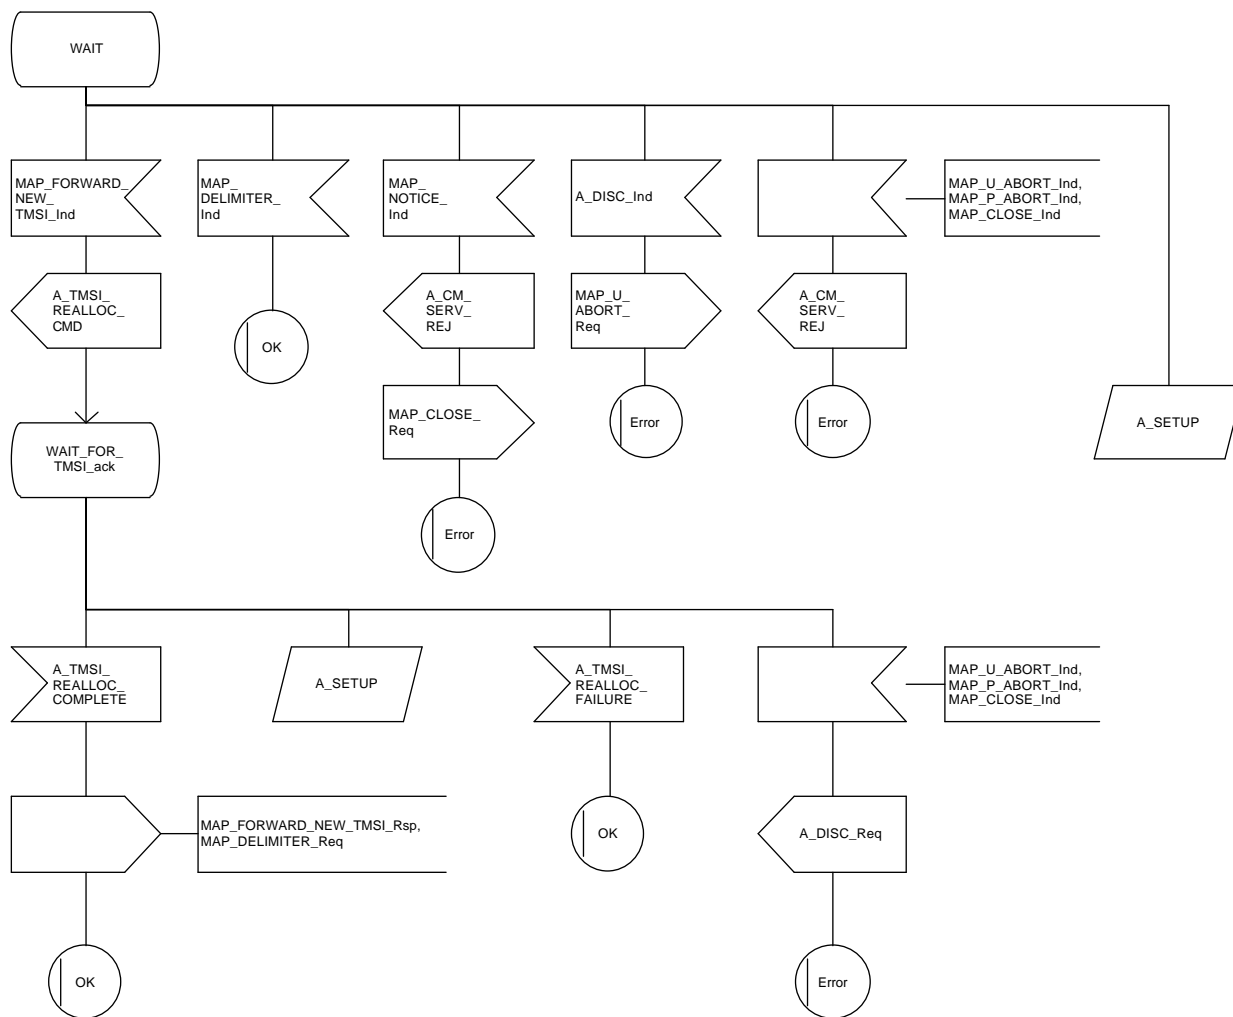 WAIT
MAP_FORWARD_
NEW_
TMSI_Ind
MAP_
DELIMITER_
Ind
MAP_
NOTICE_
Ind
A_DISC_Ind
MAP_U_ABORT_Ind,
MAP_P_ABORT_Ind,
MAP_CLOSE_Ind
A_TMSI_
REALLOC_
CMD
OK
A_CM_
SERV_
REJ
MAP_U_
ABORT_
Req
A_CM_
SERV_
REJ
MAP_CLOSE_
Req
Error
Error
A_SETUP
WAIT_FOR_
TMSI_ack
Error
A_TMSI_
REALLOC_
COMPLETE
A_SETUP
A_TMSI_
REALLOC_
FAILURE
MAP_U_ABORT_Ind,
MAP_P_ABORT_Ind,
MAP_CLOSE_Ind
MAP_FORWARD_NEW_TMSI_Rsp,
MAP_DELIMITER_Req
OK
A_DISC_Req
OK
Error